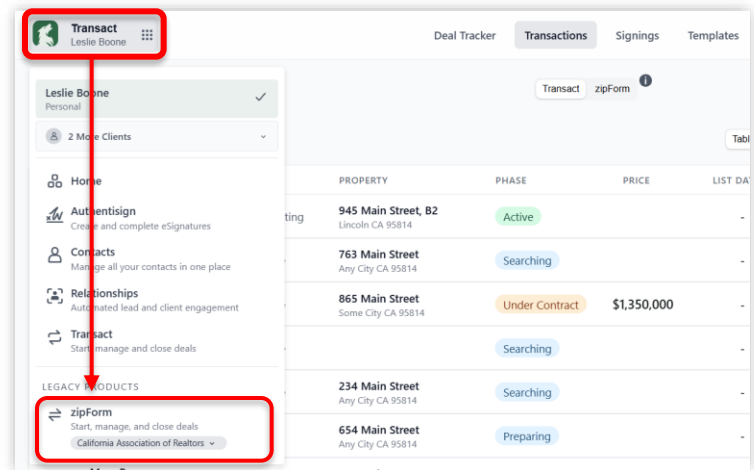 Transact
Leslie Boone
Deal Tracker
Transactions
Signings
Templates
Leslie Boone
Personal
2 More Clients
Home
Authentisign
Create and complete eSignatures
Contacts
Manage all your contacts in one place
Relationships
Automated lead and client engagement
Transact
Start, manage and close deals
LEGACY PRODUCTS
zipForm
Start, manage, and close deals
California Association of Realtors
Transact
zipForm
i
Tabl
PROPERTY PHASE PRICE LIST DA
ting 945 Main Street, B2 Active -
Lincoln CA 95814
763 Main Street Searching -
Any City CA 95814
865 Main Street Under Contract $1,350,000 -
Some City CA 95814
Searching -
234 Main Street Searching -
Any City CA 95814
654 Main Street Preparing -
Any City CA 95814